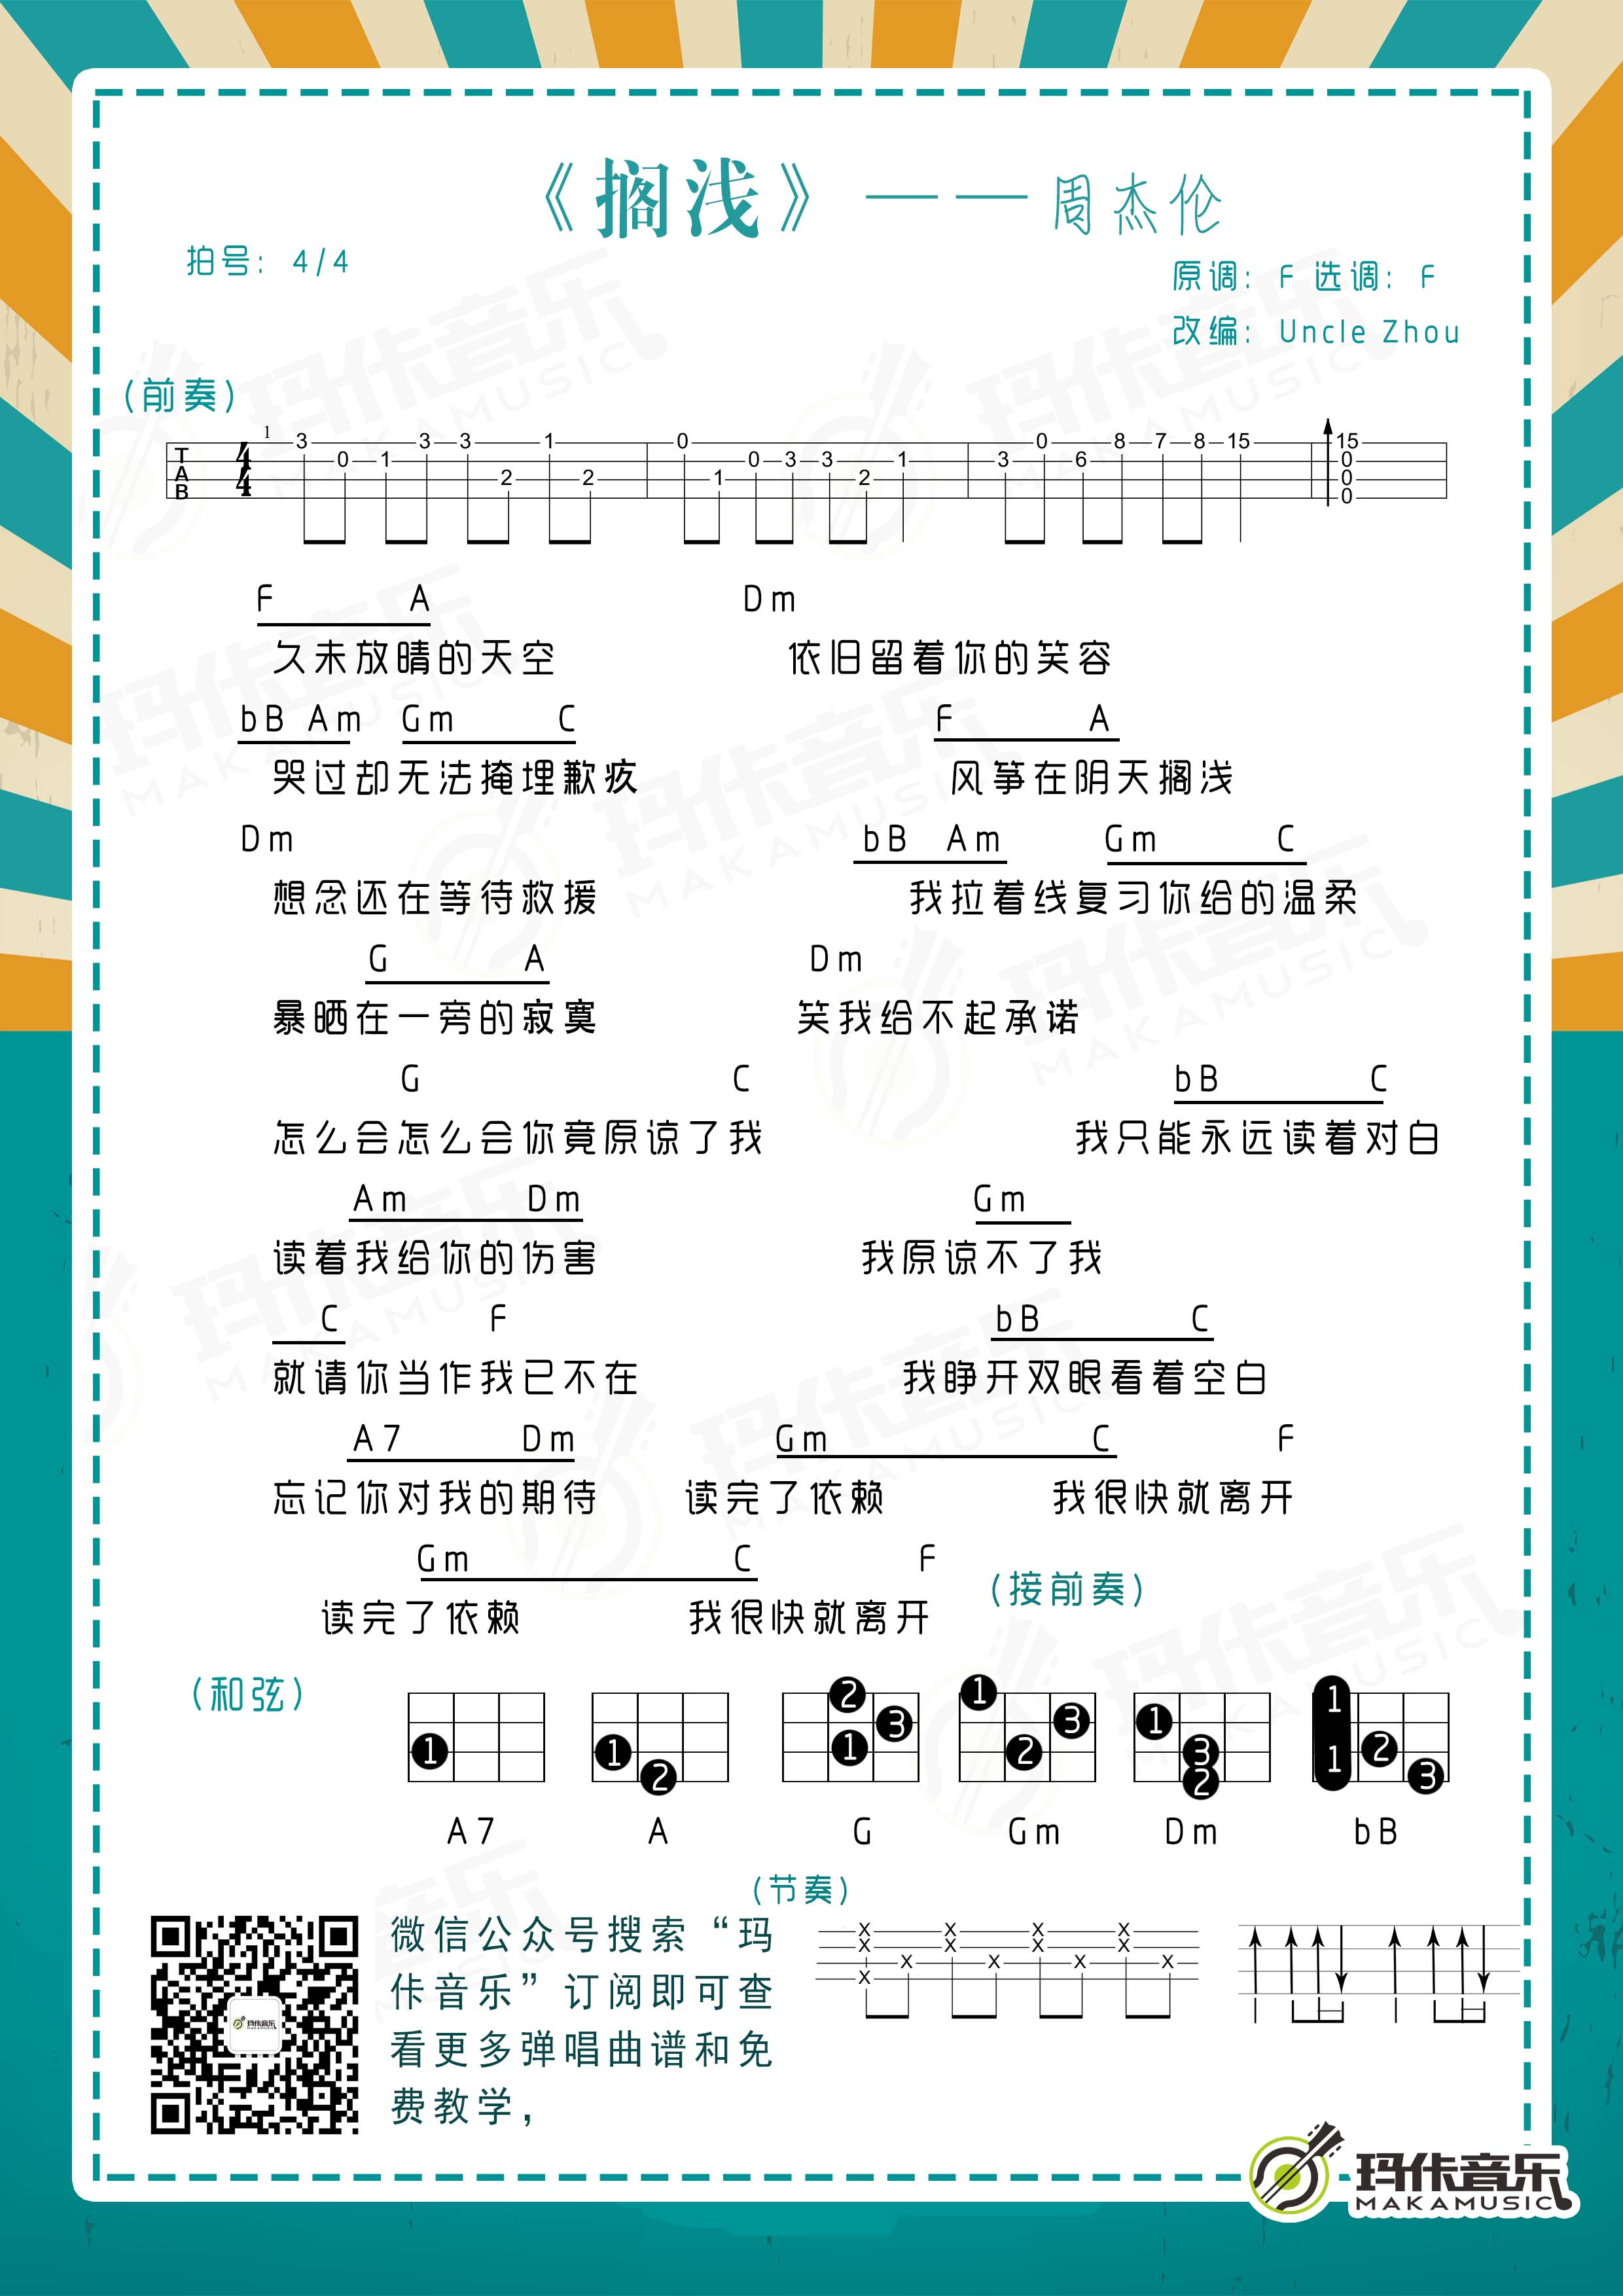 《搁浅》——周杰伦
拍号：4/4
原调：F 选调：F
改编：Uncle Zhou
（前奏）
1
3 0 1 3 3 2 1 2 0 1 0 3 3 2 1 3 0 6 8 7 8 15 15 0 0 0
T A B 4 4
F A Dm
久未放晴的天空 依旧留着你的笑容
bB Am Gm C F A
哭过却无法掩埋歉疚 风筝在阴天搁浅
Dm bB Am Gm C
想念还在等待救援 我拉着线复习你给的温柔
G A Dm
暴晒在一旁的寂寞 笑我给不起承诺
G C bB C
怎么会怎么会你竟原谅了我 我只能永远读着对白
Am Dm Gm
读着我给你的伤害 我原谅不了我
C F bB C
就请你当作我已不在 我睁开双眼看着空白
A7 Dm Gm C F
忘记你对我的期待 读完了依赖 我很快就离开
Gm C F
读完了依赖 我很快就离开
（接前奏）
（和弦）
1 1 2 2 1 3 1 2 3 1 3 2 1 1 2 3
A7 A G Gm Dm bB
（节奏）
X X X X X X X X X X X X X
微信公众号搜索“玛
佧音乐”订阅即可查
看更多弹唱曲谱和免
费教学，
玛佧音乐
MAKAMUSIC